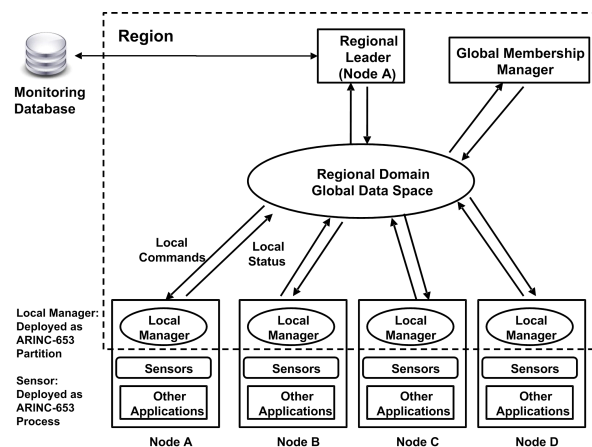 Region
Regional
Leader
(Node A)
Global Membership
Manager
Monitoring
Database
Regional Domain
Global Data Space
Local
Commands
Local
Status
Local Manager:
Deployed as
ARINC-653
Partition
Local
Manager
Local
Manager
Local
Manager
Local
Manager
Sensor:
Deployed as
ARINC-653
Process
Sensors
Sensors
Sensors
Sensors
Other
Applications
Other
Applications
Other
Applications
Other
Applications
Node A
Node B
Node C
Node D